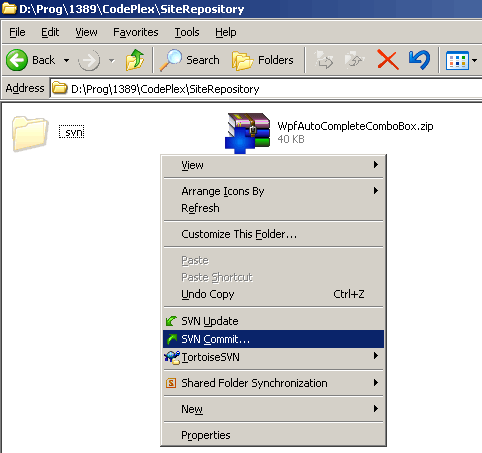 D:\Prog\1389\CodePlex\SiteRepository
File Edit View Favorites Tools Help
Back Search Folders
Address D:\Prog\1389\CodePlex\SiteRepository
.svn
WpfAutoCompleteComboBox.zip
40 KB
View
Arrange Icons By
Refresh
Customize This Folder...
Paste
Paste Shortcut
Undo Copy Ctrl+Z
SVN Update
SVN Commit...
TortoiseSVN
Shared Folder Synchronization
New
Properties